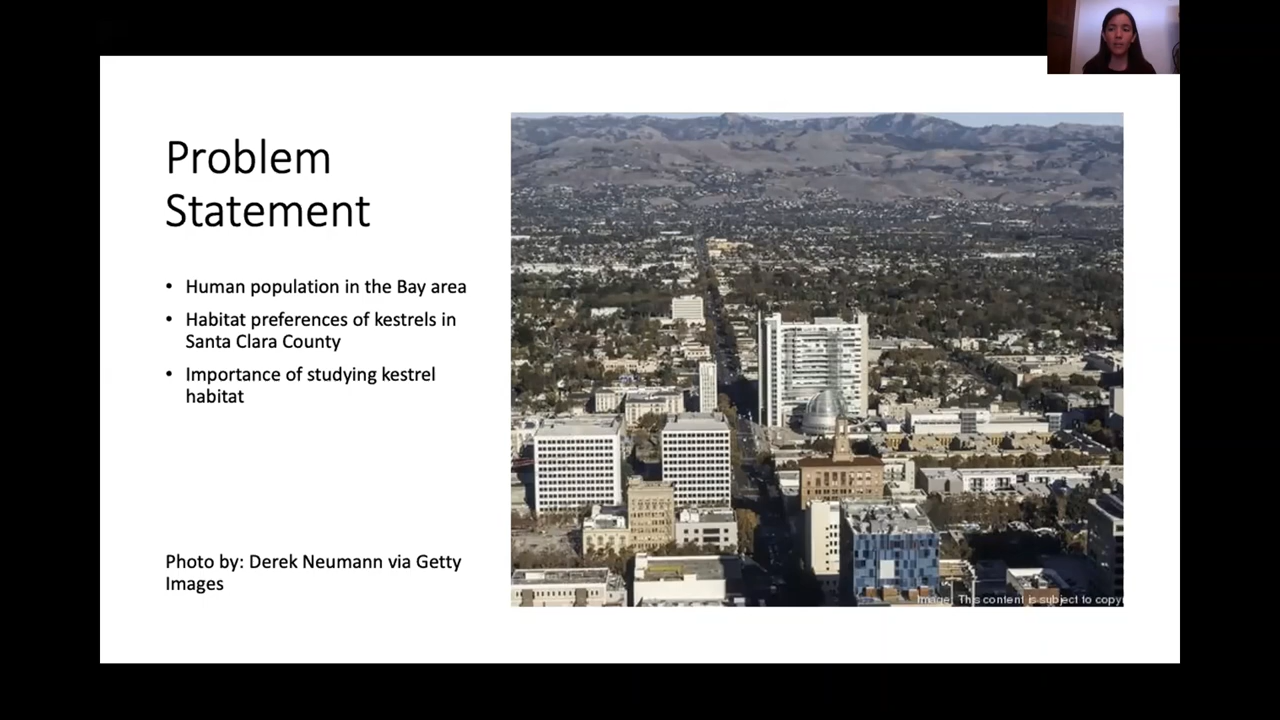 Problem
Statement
• Human population in the Bay area
• Habitat preferences of kestrels in
Santa Clara County
• Importance of studying kestrel
habitat
Photo by: Derek Neumann via Getty
Images
Image: This content is subject to copyr